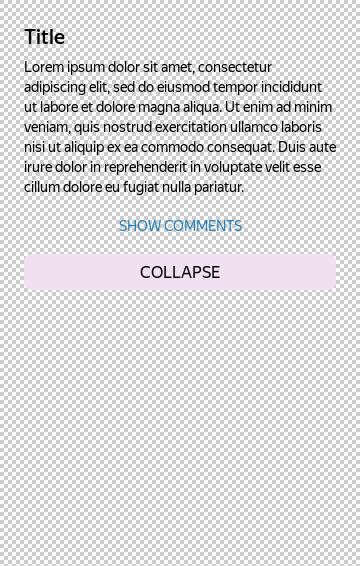 Title
Lorem ipsum dolor sit amet, consectetur
adipiscing elit, sed do eiusmod tempor incididunt
ut labore et dolore magna aliqua. Ut enim ad minim
veniam, quis nostrud exercitation ullamco laboris
nisi ut aliquip ex ea commodo consequat. Duis aute
irure dolor in reprehenderit in voluptate velit esse
cillum dolore eu fugiat nulla pariatur.
SHOW COMMENTS
COLLAPSE